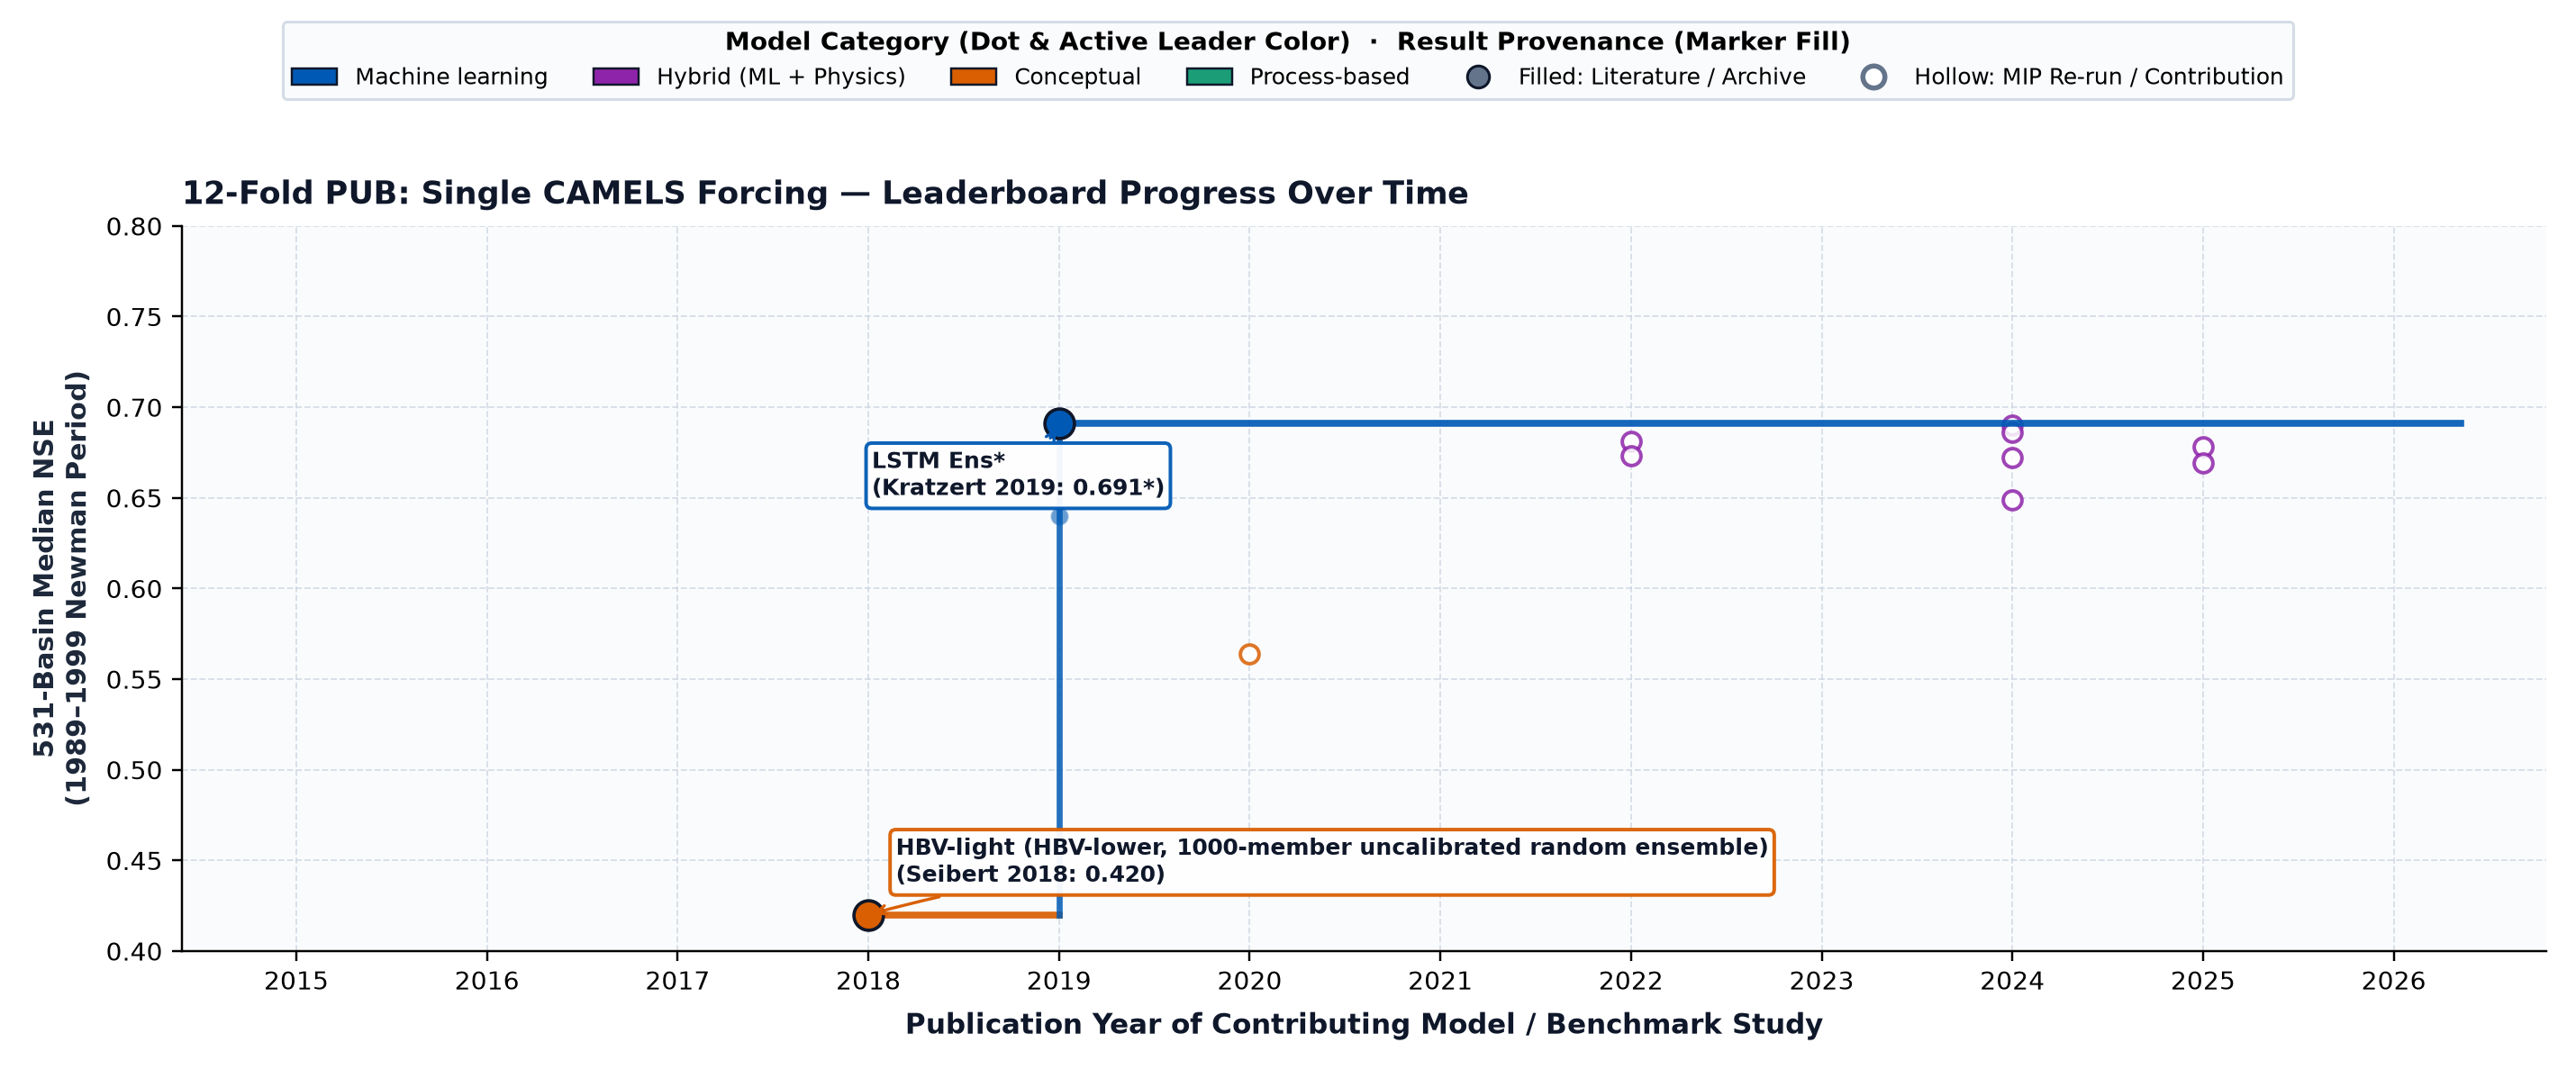 Model Category (Dot & Active Leader Color)  ·  Result Provenance (Marker Fill)
Machine learning
Hybrid (ML + Physics)
Conceptual
Process-based
Filled: Literature / Archive
Hollow: MIP Re-run / Contribution
12-Fold PUB: Single CAMELS Forcing — Leaderboard Progress Over Time
531-Basin Median NSE
(1989–1999 Newman Period)
0.80
0.75
0.70
0.65
0.60
0.55
0.50
0.45
0.40
LSTM Ens*
(Kratzert 2019: 0.691*)
HBV-light (HBV-lower, 1000-member uncalibrated random ensemble)
(Seibert 2018: 0.420)
2015
2016
2017
2018
2019
2020
2021
2022
2023
2024
2025
2026
Publication Year of Contributing Model / Benchmark Study